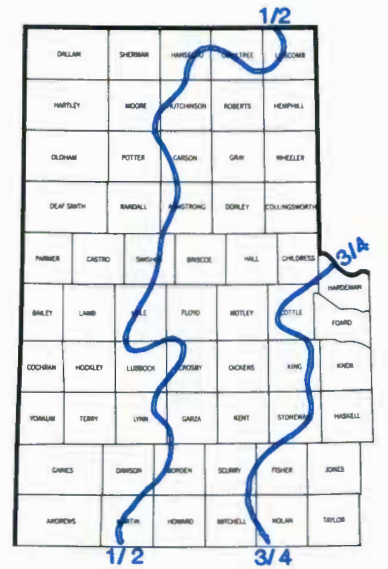 1/2
DALLAM SHERMAN HANSFORD OCHILTREE LIPSCOMB
HARTLEY MOORE HUTCHINSON ROBERTS HEMPHILL
OLDHAM POTTER CARSON GRAY WHEELER
DEAF SMITH RANDALL ARMSTRONG DONLEY COLLINGSWORTH
3/4
PARMER CASTRO SWISHER BRISCOE HALL CHILDRESS
HARDEMAN
BAILEY LAMB HALE FLOYD MOTLEY COTTLE
FOARD
COCHRAN HOCKLEY LUBBOCK CROSBY DICKENS KING KNOX
YOAKUM TERRY LYNN GARZA KENT STONEWALL HASKELL
GAINES DAWSON BORDEN SCURRY FISHER JONES
ANDREWS MARTIN HOWARD MITCHELL NOLAN TAYLOR
1/2 3/4